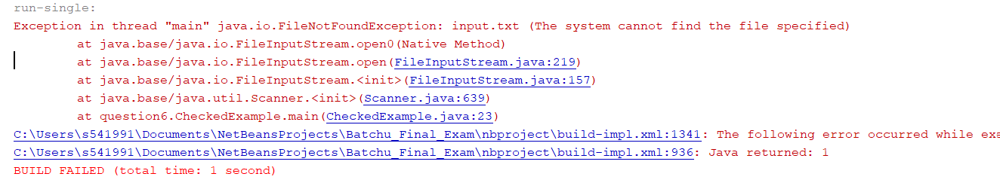 run-single:
Exception in thread "main" java.io.FileNotFoundException: input.txt (The system cannot find the file specified)
at java.base/java.io.FileInputStream.open0(Native Method)
at java.base/java.io.FileInputStream.open(FileInputStream.java:219)
at java.base/java.io.FileInputStream.<init>(FileInputStream.java:157)
at java.base/java.util.Scanner.<init>(Scanner.java:639)
at question6.CheckedExample.main(CheckedExample.java:23)
C:\Users\s541991\Documents\NetBeansProjects\Batchu_Final_Exam\nbproject\build-impl.xml:1341: The following error occurred while
C:\Users\s541991\Documents\NetBeansProjects\Batchu_Final_Exam\nbproject\build-impl.xml:936: Java returned: 1
BUILD FAILED (total time: 1 second)